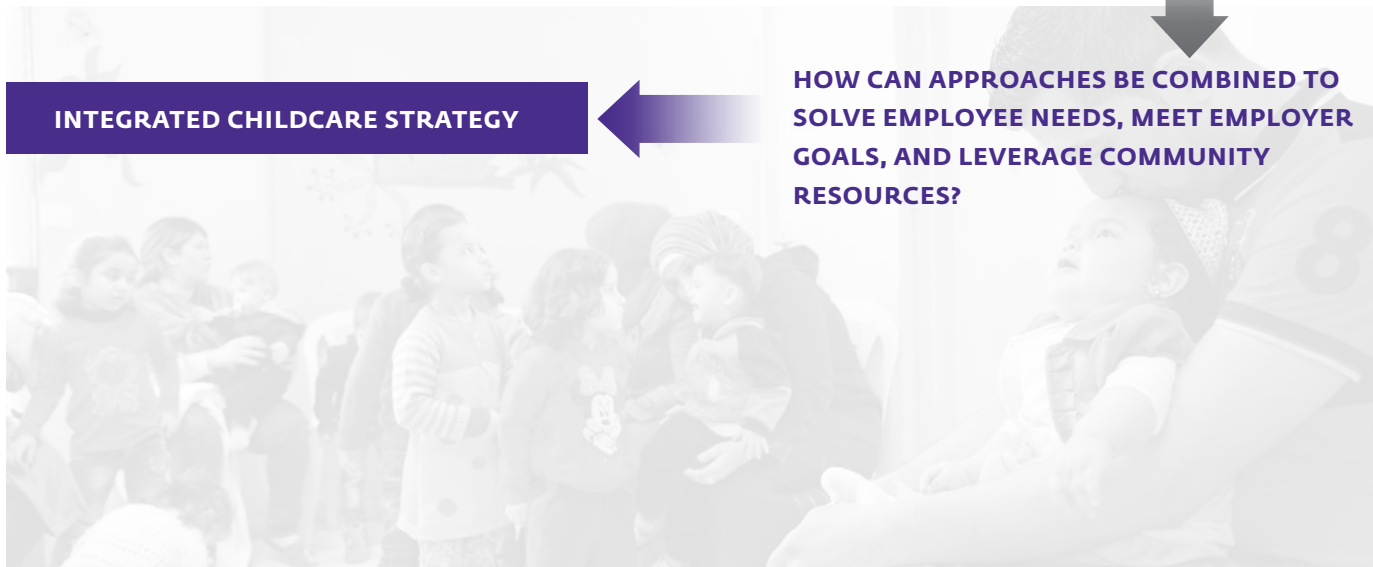 INTEGRATED CHILDCARE STRATEGY
HOW CAN APPROACHES BE COMBINED TO
SOLVE EMPLOYEE NEEDS, MEET EMPLOYER
GOALS, AND LEVERAGE COMMUNITY
RESOURCES?
8